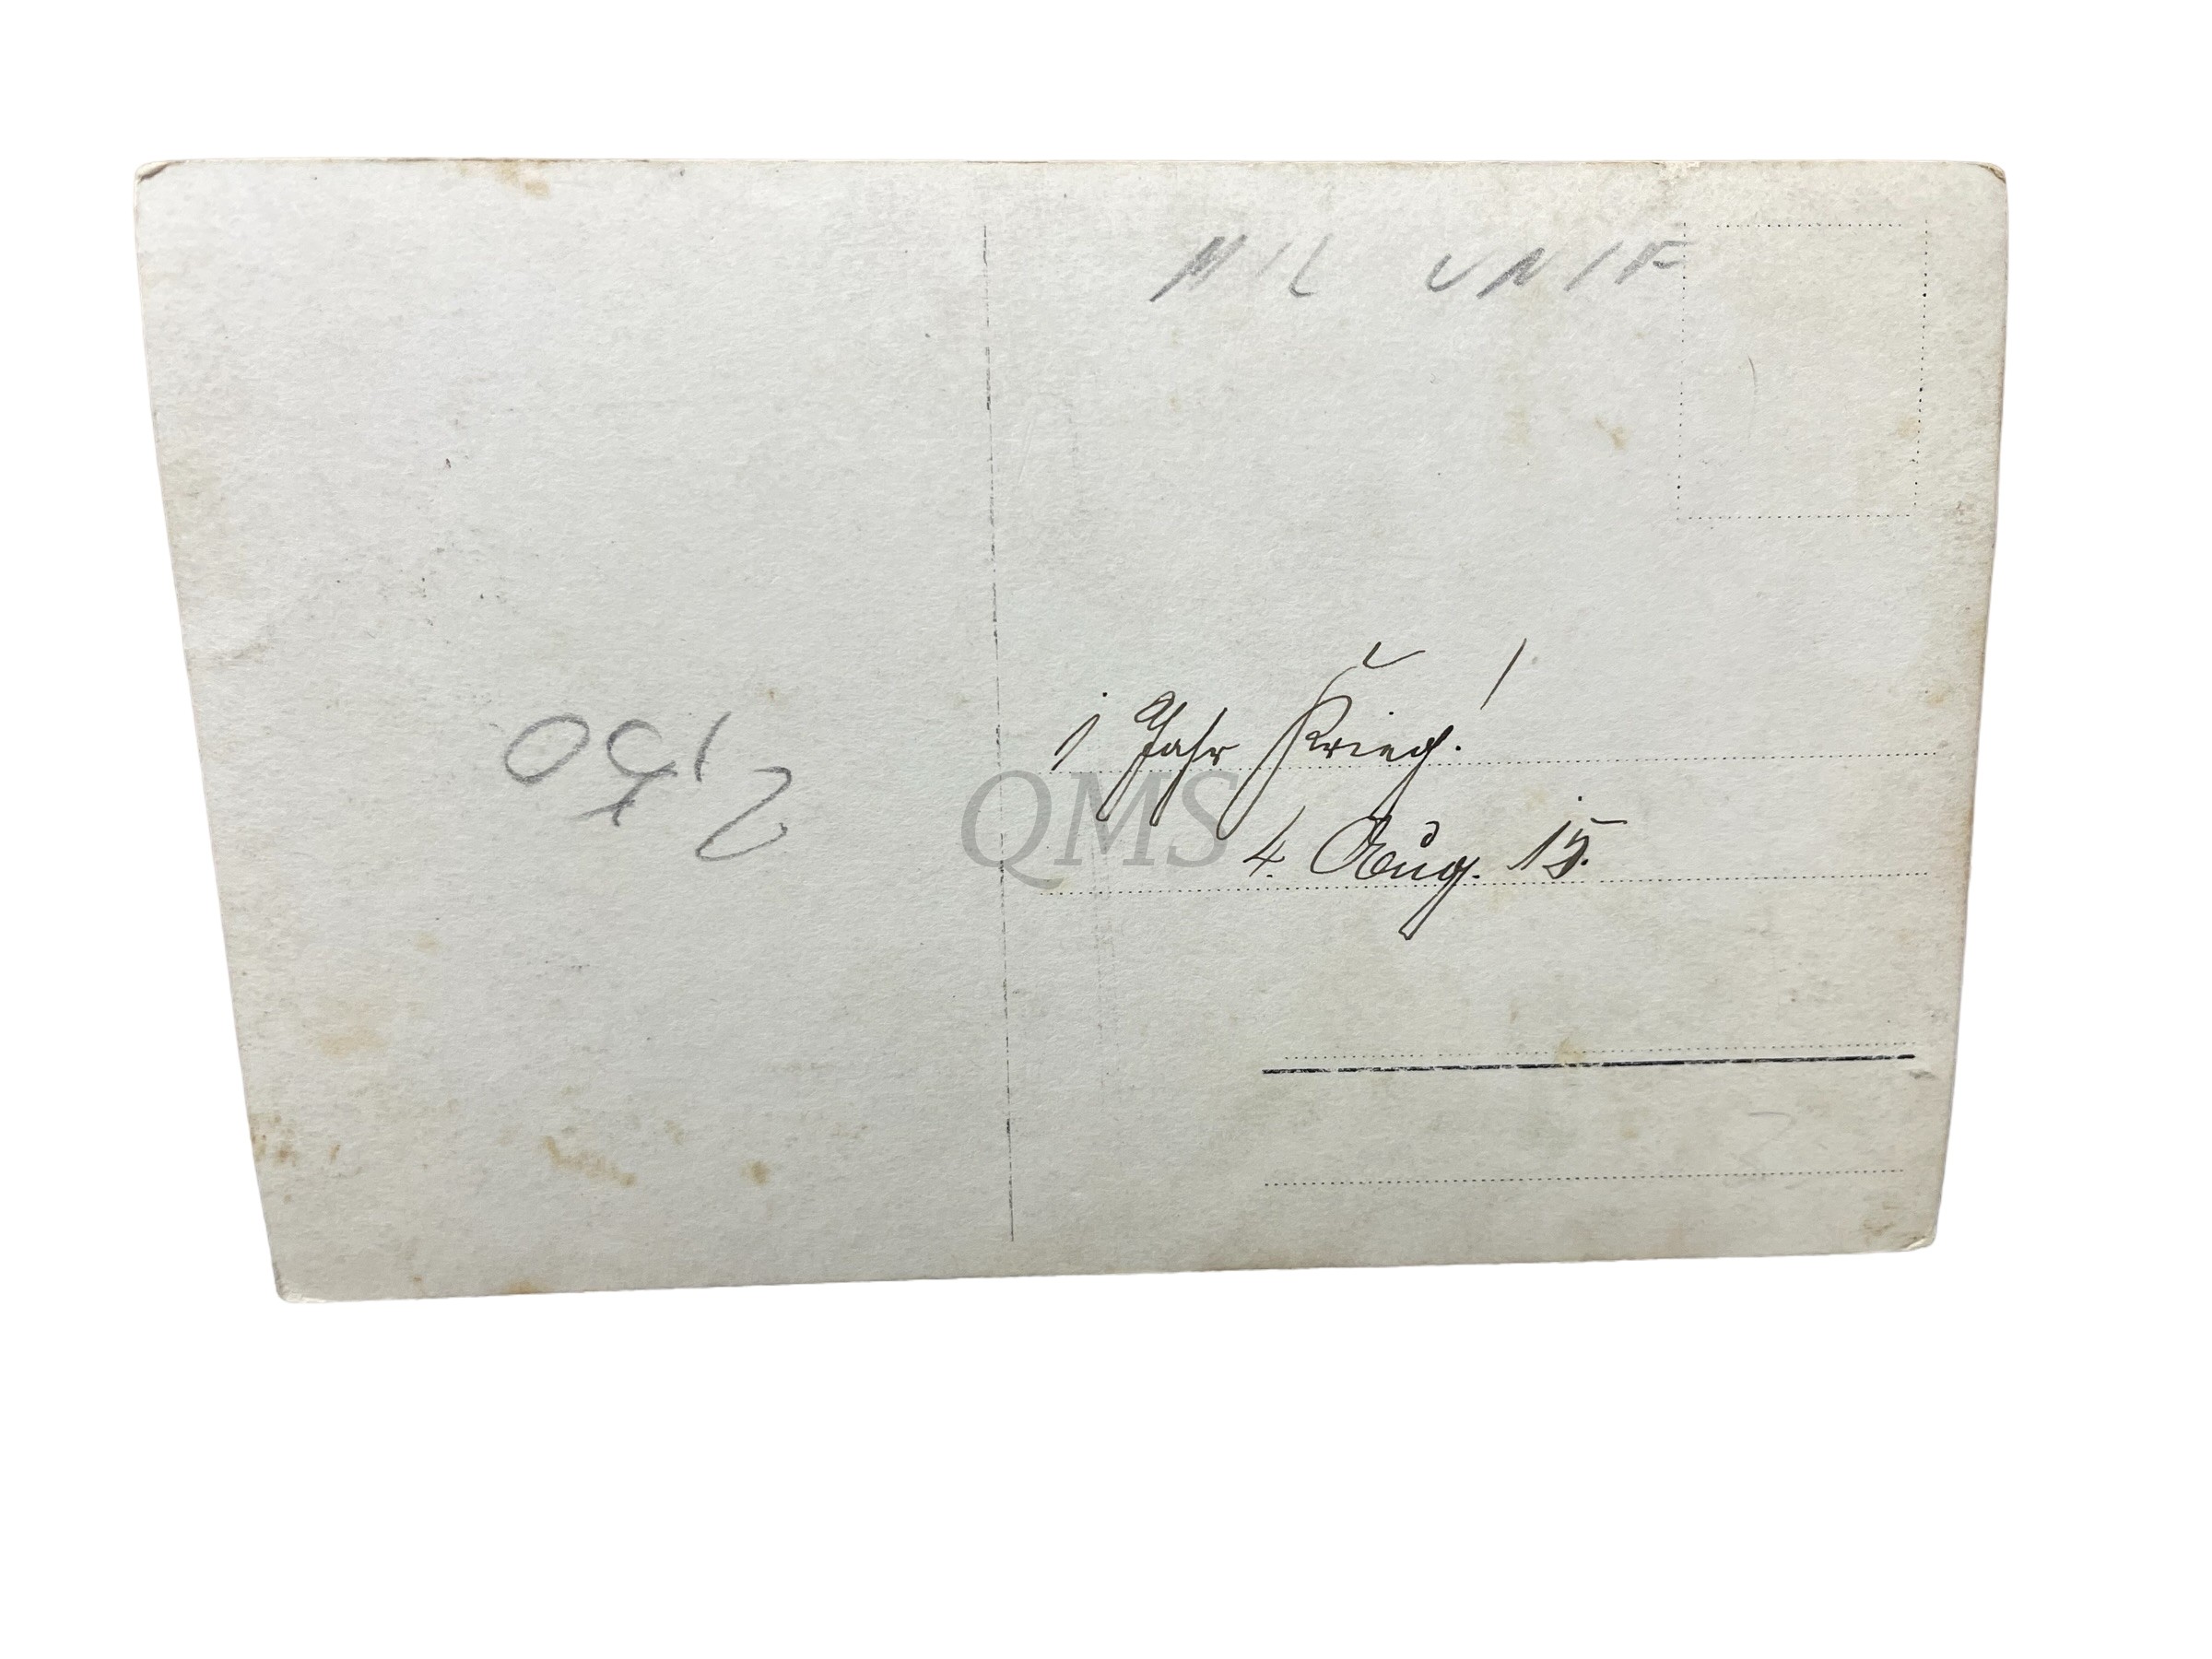 MIL UNIF
1 Jahr Krieg!
2,50
QMS
4. Aug. 15.